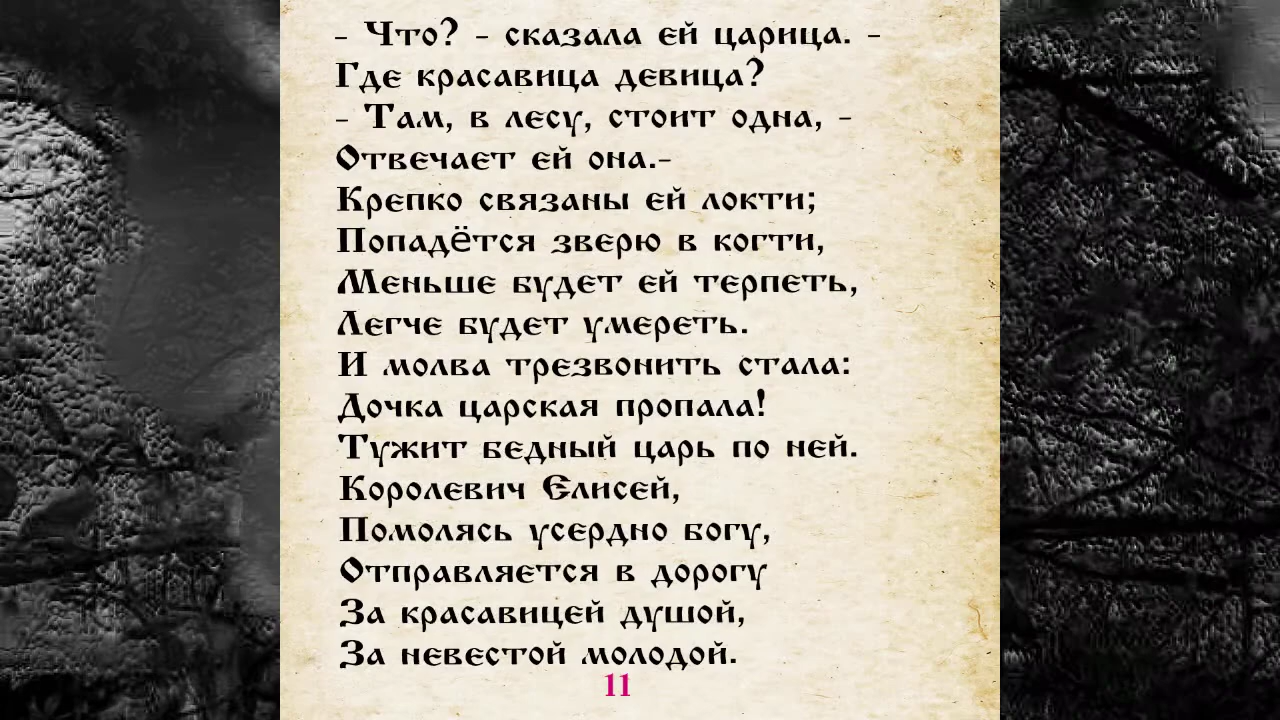 - Что? - сказала ей царица. -
Где красавица девица?
- Там, в лесу, стоит одна, -
Отвечает ей она.-
Крепко связаны ей локти;
Попадётся зверю в когти,
Меньше будет ей терпеть,
Легче будет умереть.
И молва трезвонить стала:
Дочка царская пропала!
Тужит бедный царь по ней.
Королевич Елисей,
Помолясь усердно богу,
Отправляется в дорогу
За красавицей душой,
За невестой молодой.
11